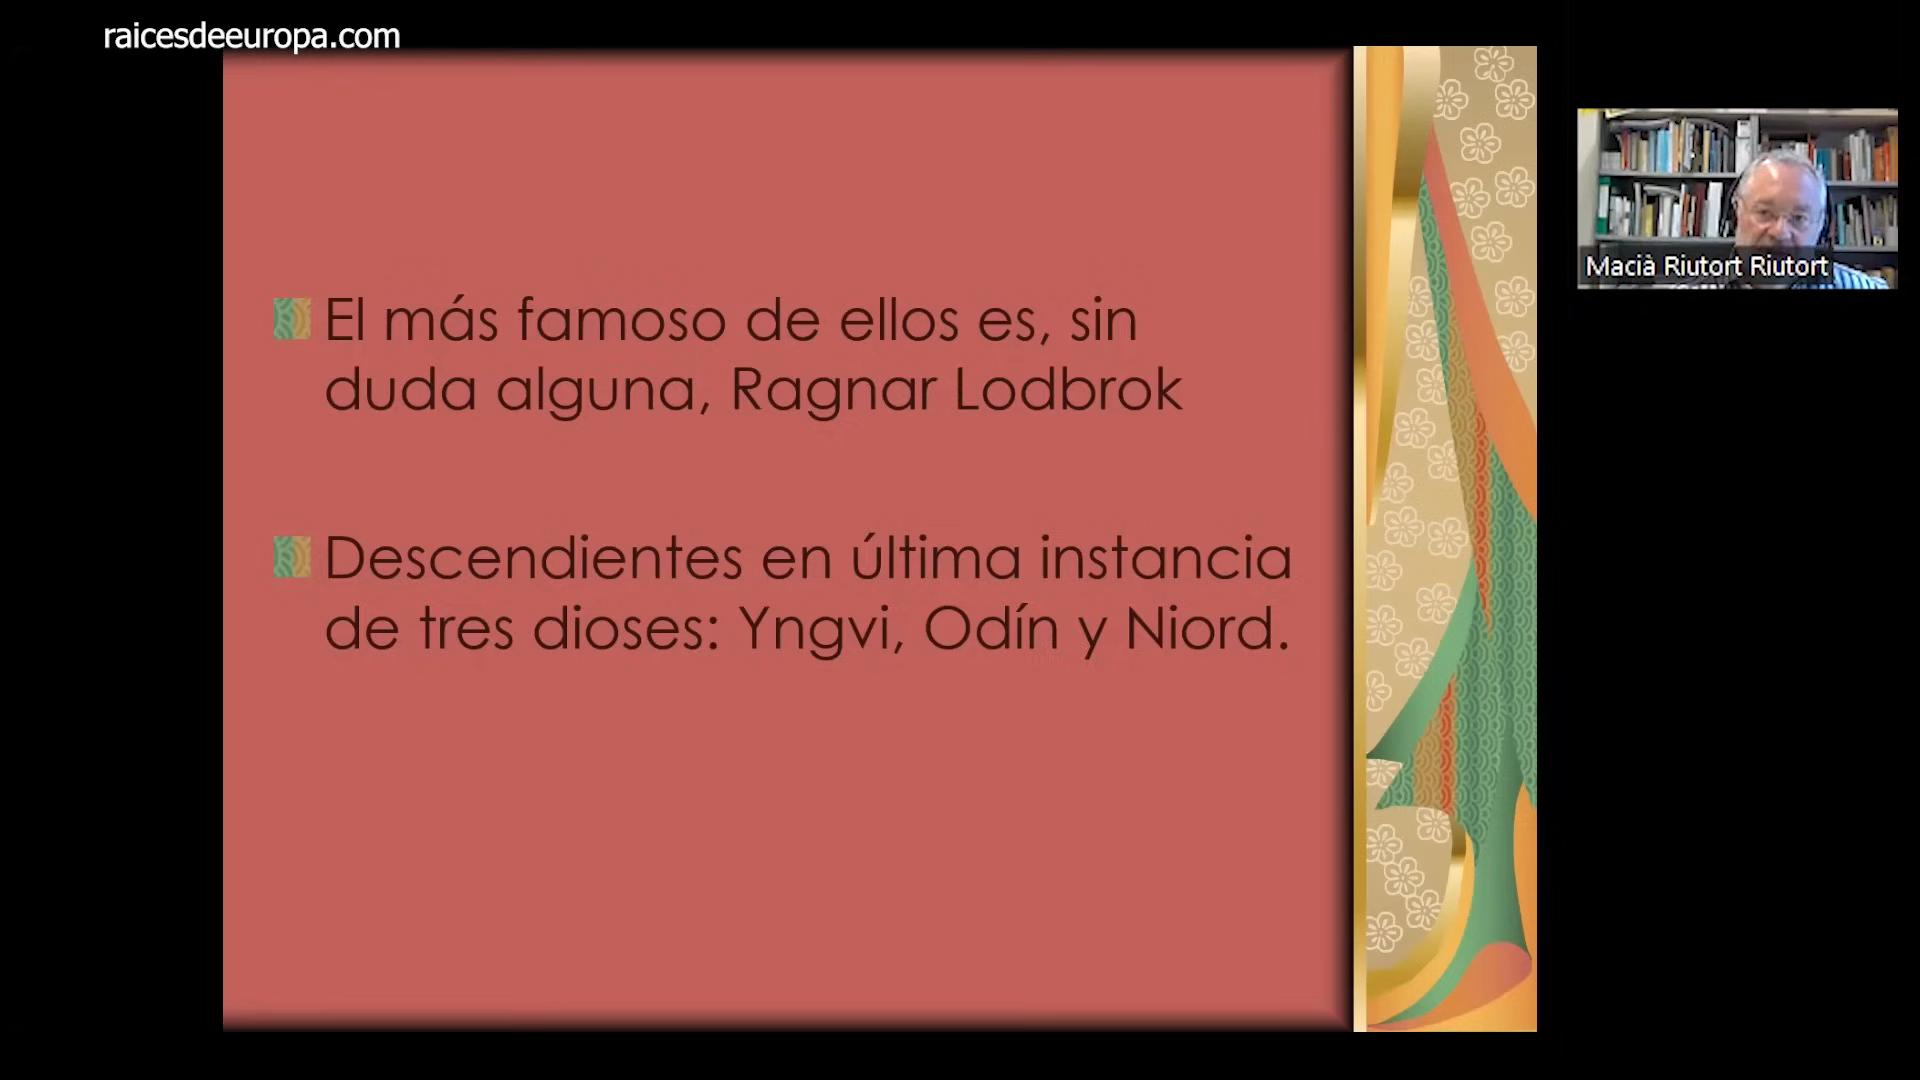 raicesdeeuropa.com
El más famoso de ellos es, sin
duda alguna, Ragnar Lodbrok
Descendientes en última instancia
de tres dioses: Yngvi, Odín y Niord.
Macià Riutort Riutort